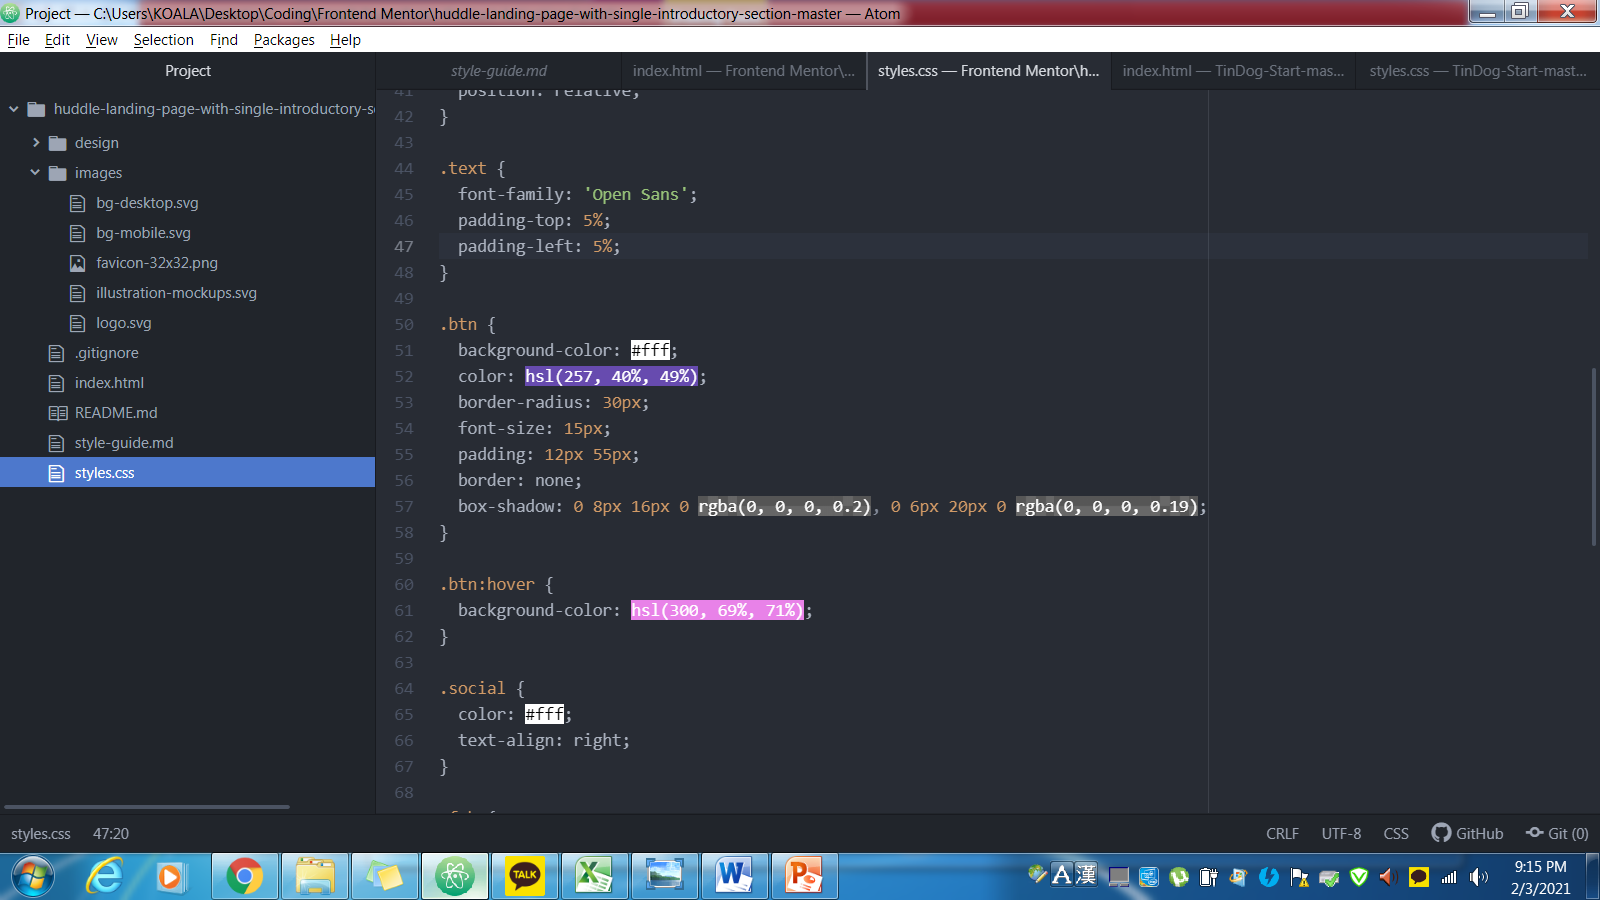 Project — C:\Users\KOALA\Desktop\Coding\Frontend Mentor\huddle-landing-page-with-single-introductory-section-master — Atom
File Edit View Selection Find Packages Help
Project
style-guide.md
index.html — Frontend Mentor\...
styles.css — Frontend Mentor\h...
index.html — TinDog-Start-mas...
styles.css — TinDog-Start-mast...
huddle-landing-page-with-single-introductory-s
design
images
bg-desktop.svg
bg-mobile.svg
favicon-32x32.png
illustration-mockups.svg
logo.svg
.gitignore
index.html
README.md
style-guide.md
styles.css
41 position: relative;
42 }
43
44 .text {
45 font-family: 'Open Sans';
46 padding-top: 5%;
47 padding-left: 5%;
48 }
49
50 .btn {
51 background-color: #fff;
52 color: hsl(257, 40%, 49%);
53 border-radius: 30px;
54 font-size: 15px;
55 padding: 12px 55px;
56 border: none;
57 box-shadow: 0 8px 16px 0 rgba(0, 0, 0, 0.2), 0 6px 20px 0 rgba(0, 0, 0, 0.19);
58 }
59
60 .btn:hover {
61 background-color: hsl(300, 69%, 71%);
62 }
63
64 .social {
65 color: #fff;
66 text-align: right;
67 }
68
styles.css 47:20
CRLF UTF-8 CSS GitHub Git (0)
TALK
A 漢
9:15 PM
2/3/2021